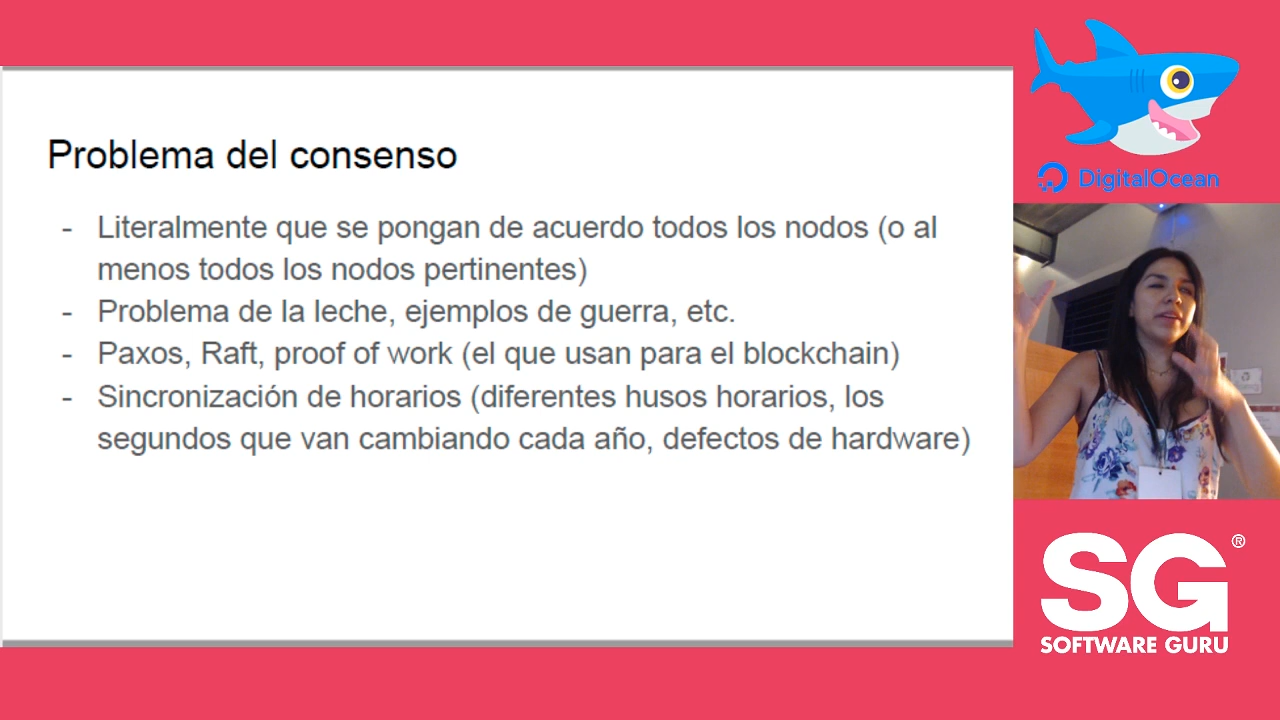 Problema del consenso
- Literalmente que se pongan de acuerdo todos los nodos (o al
menos todos los nodos pertinentes)
- Problema de la leche, ejemplos de guerra, etc.
- Paxos, Raft, proof of work (el que usan para el blockchain)
- Sincronización de horarios (diferentes husos horarios, los
segundos que van cambiando cada año, defectos de hardware)
DigitalOcean
SG®
SOFTWARE GURU